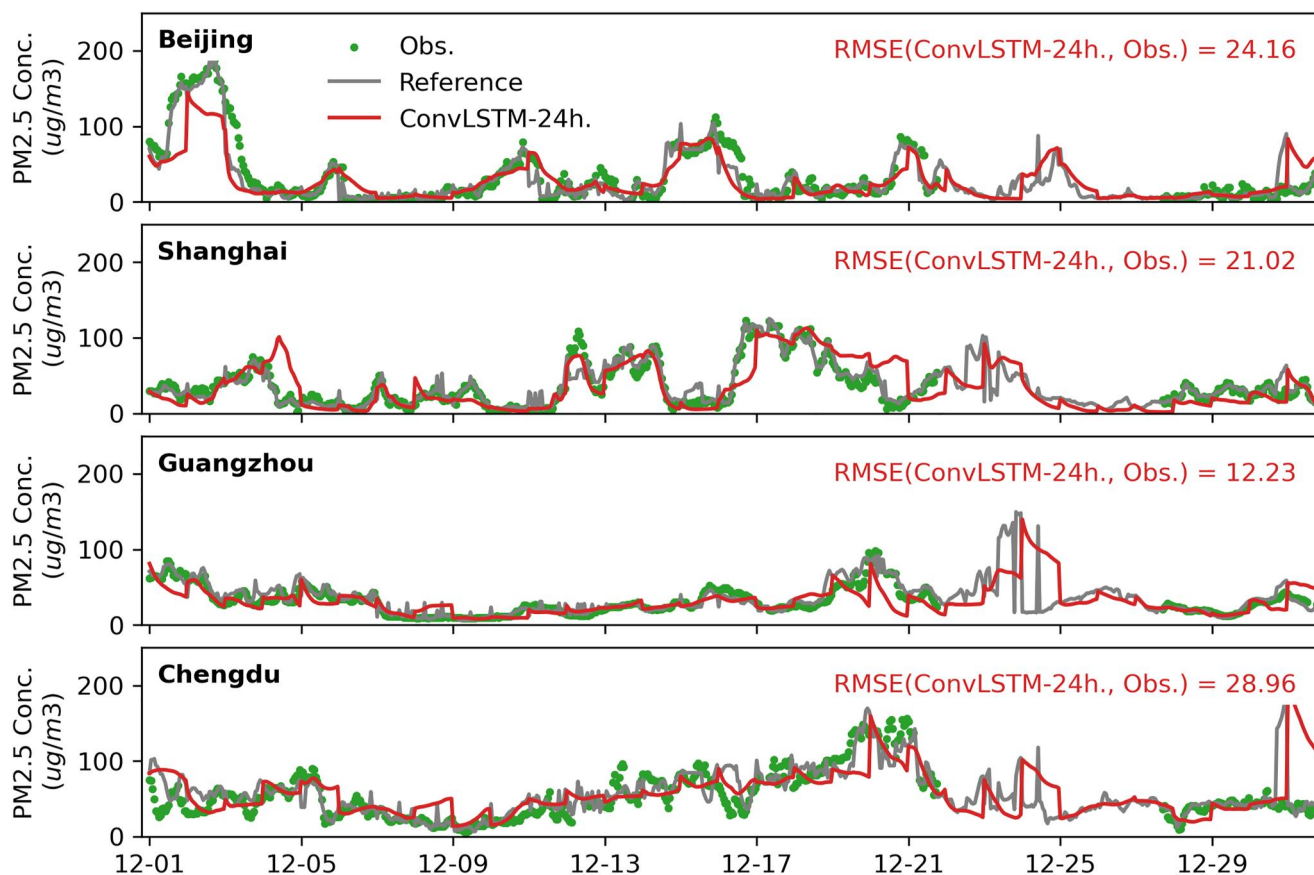 Beijing
Obs.
Reference
ConvLSTM-24h.
RMSE(ConvLSTM-24h., Obs.) = 24.16
PM2.5 Conc.
(ug/m3)
200
100
0
Shanghai
RMSE(ConvLSTM-24h., Obs.) = 21.02
PM2.5 Conc.
(ug/m3)
200
100
0
Guangzhou
RMSE(ConvLSTM-24h., Obs.) = 12.23
PM2.5 Conc.
(ug/m3)
200
100
0
Chengdu
RMSE(ConvLSTM-24h., Obs.) = 28.96
PM2.5 Conc.
(ug/m3)
200
100
0
12-01 12-05 12-09 12-13 12-17 12-21 12-25 12-29